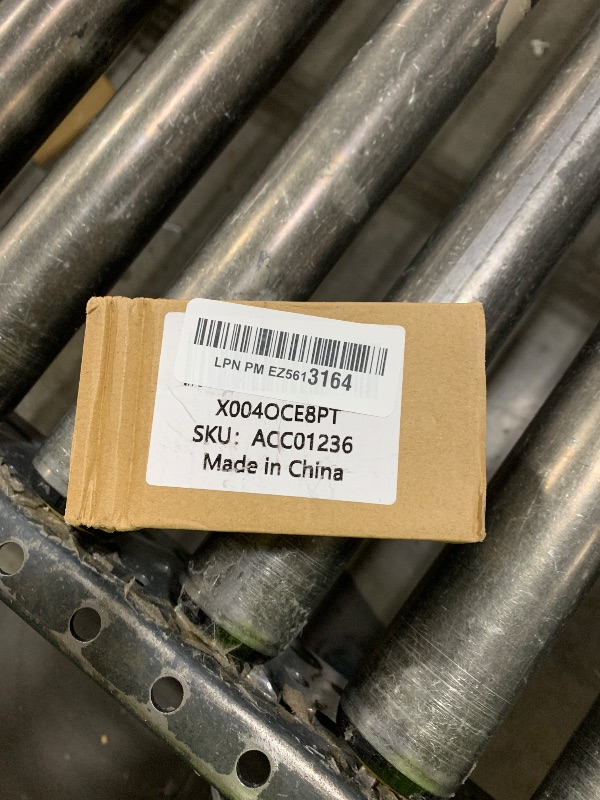 LPN PM EZ5613164
X004OCE8PT
SKU: ACC01236
Made in China